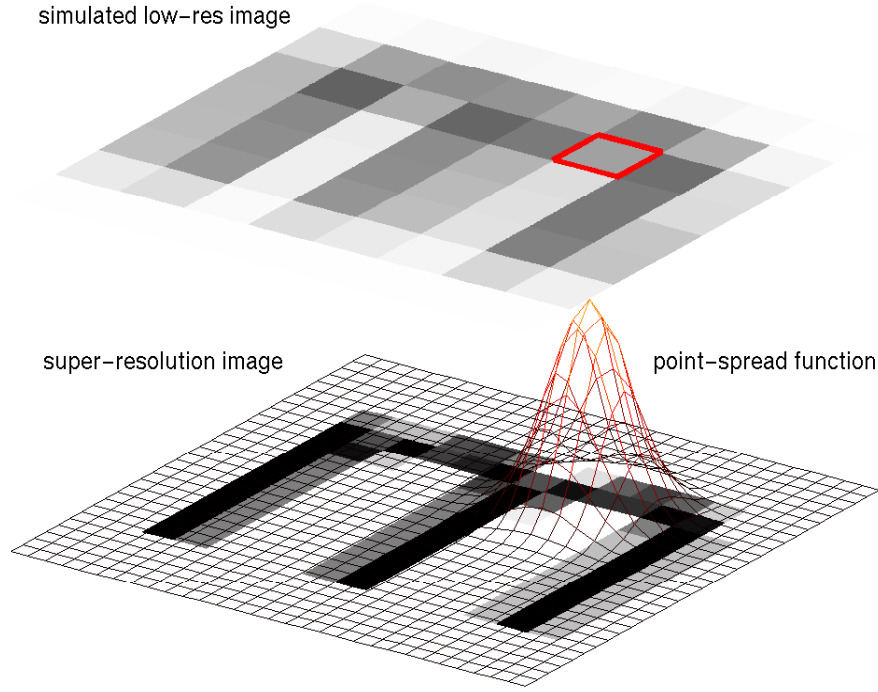 simulated low-res image
super-resolution image
point-spread function